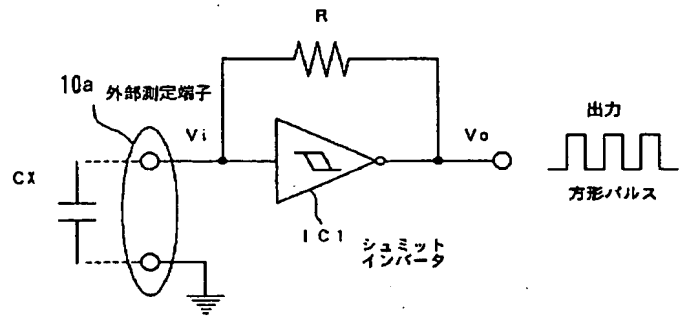 R
10a
外部測定端子
Vi
Vo
出力
CX
方形パルス
IC1
シュミット
インバータ